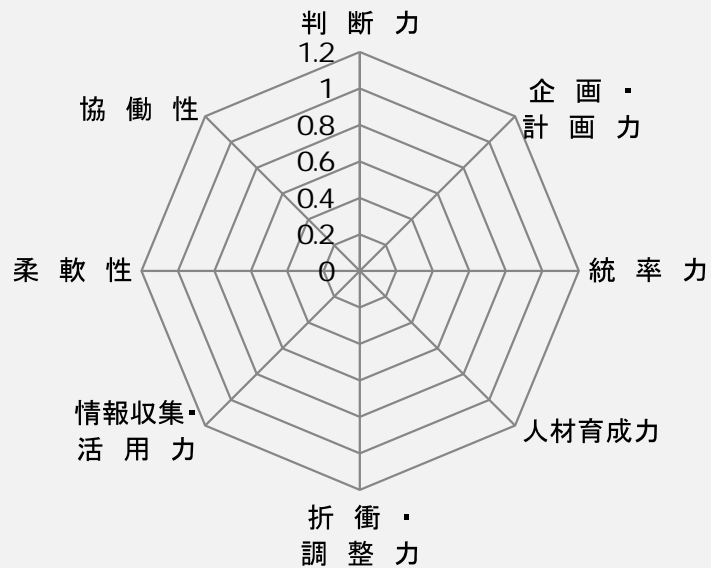 判断力
1.2
1
0.8
0.6
0.4
0.2
0
企画・
計画力
統率力
人材育成力
折衝・
調整力
情報収集・
活用力
柔軟性
協働性